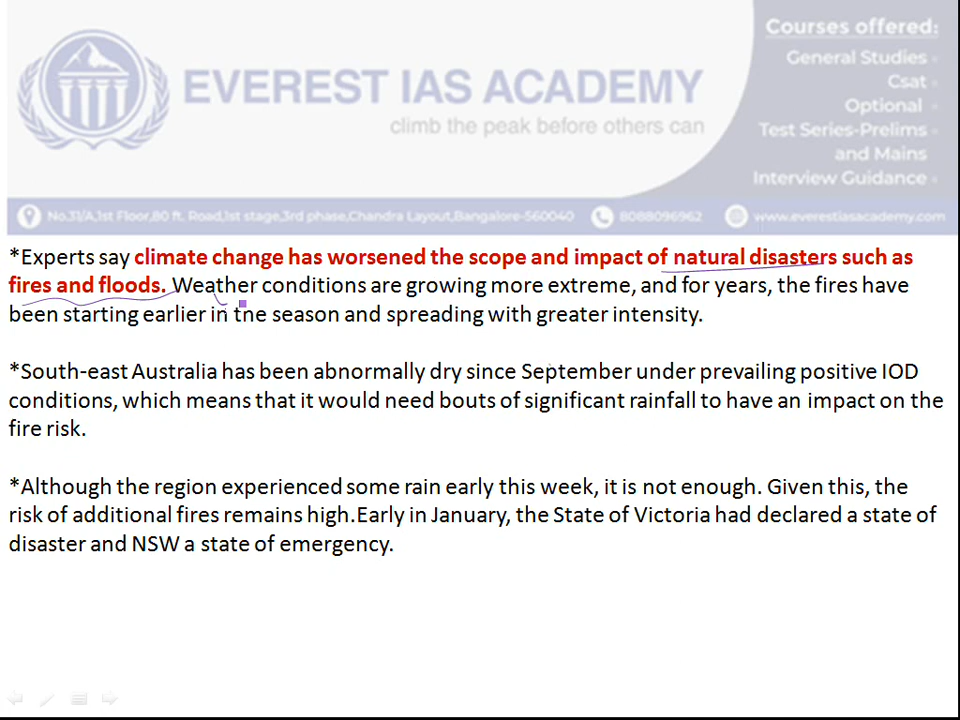 Courses offered:
General Studies
Csat
EVEREST IAS ACADEMY
Optional
climb the peak before others can
Test Series-Prelims
and Mains
Interview Guidance
No.31/A,1st Floor,80 ft. Road,1st stage,3rd phase,Chandra Layout,Bangalore-560040 8088096962 www.everestiasacademy.com
*Experts say climate change has worsened the scope and impact of natural disasters such as
fires and floods. Weather conditions are growing more extreme, and for years, the fires have
been starting earlier in the season and spreading with greater intensity.
*South-east Australia has been abnormally dry since September under prevailing positive IOD
conditions, which means that it would need bouts of significant rainfall to have an impact on the
fire risk.
*Although the region experienced some rain early this week, it is not enough. Given this, the
risk of additional fires remains high.Early in January, the State of Victoria had declared a state of
disaster and NSW a state of emergency.